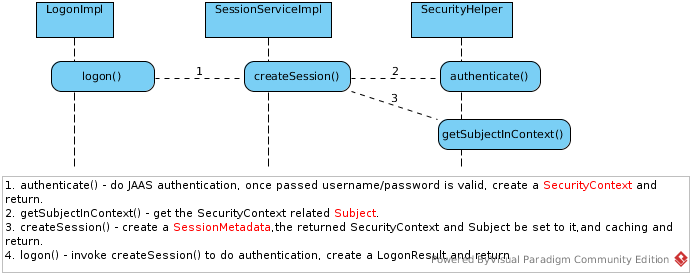 LogonImpl
SessionServiceImpl
SecurityHelper
logon()
1
createSession()
2
authenticate()
3
getSubjectInContext()
1. authenticate() - do JAAS authentication, once passed username/password is valid, create a SecurityContext and
return.
2. getSubjectInContext() - get the SecurityContext related Subject.
3. createSession() - create a SessionMetadata,the returned SecurityContext and Subject be set to it,and caching and
return.
4. logon() - invoke createSession() to do authentication, create a LogonResult and return.
Powered ByVisual Paradigm Community Edition